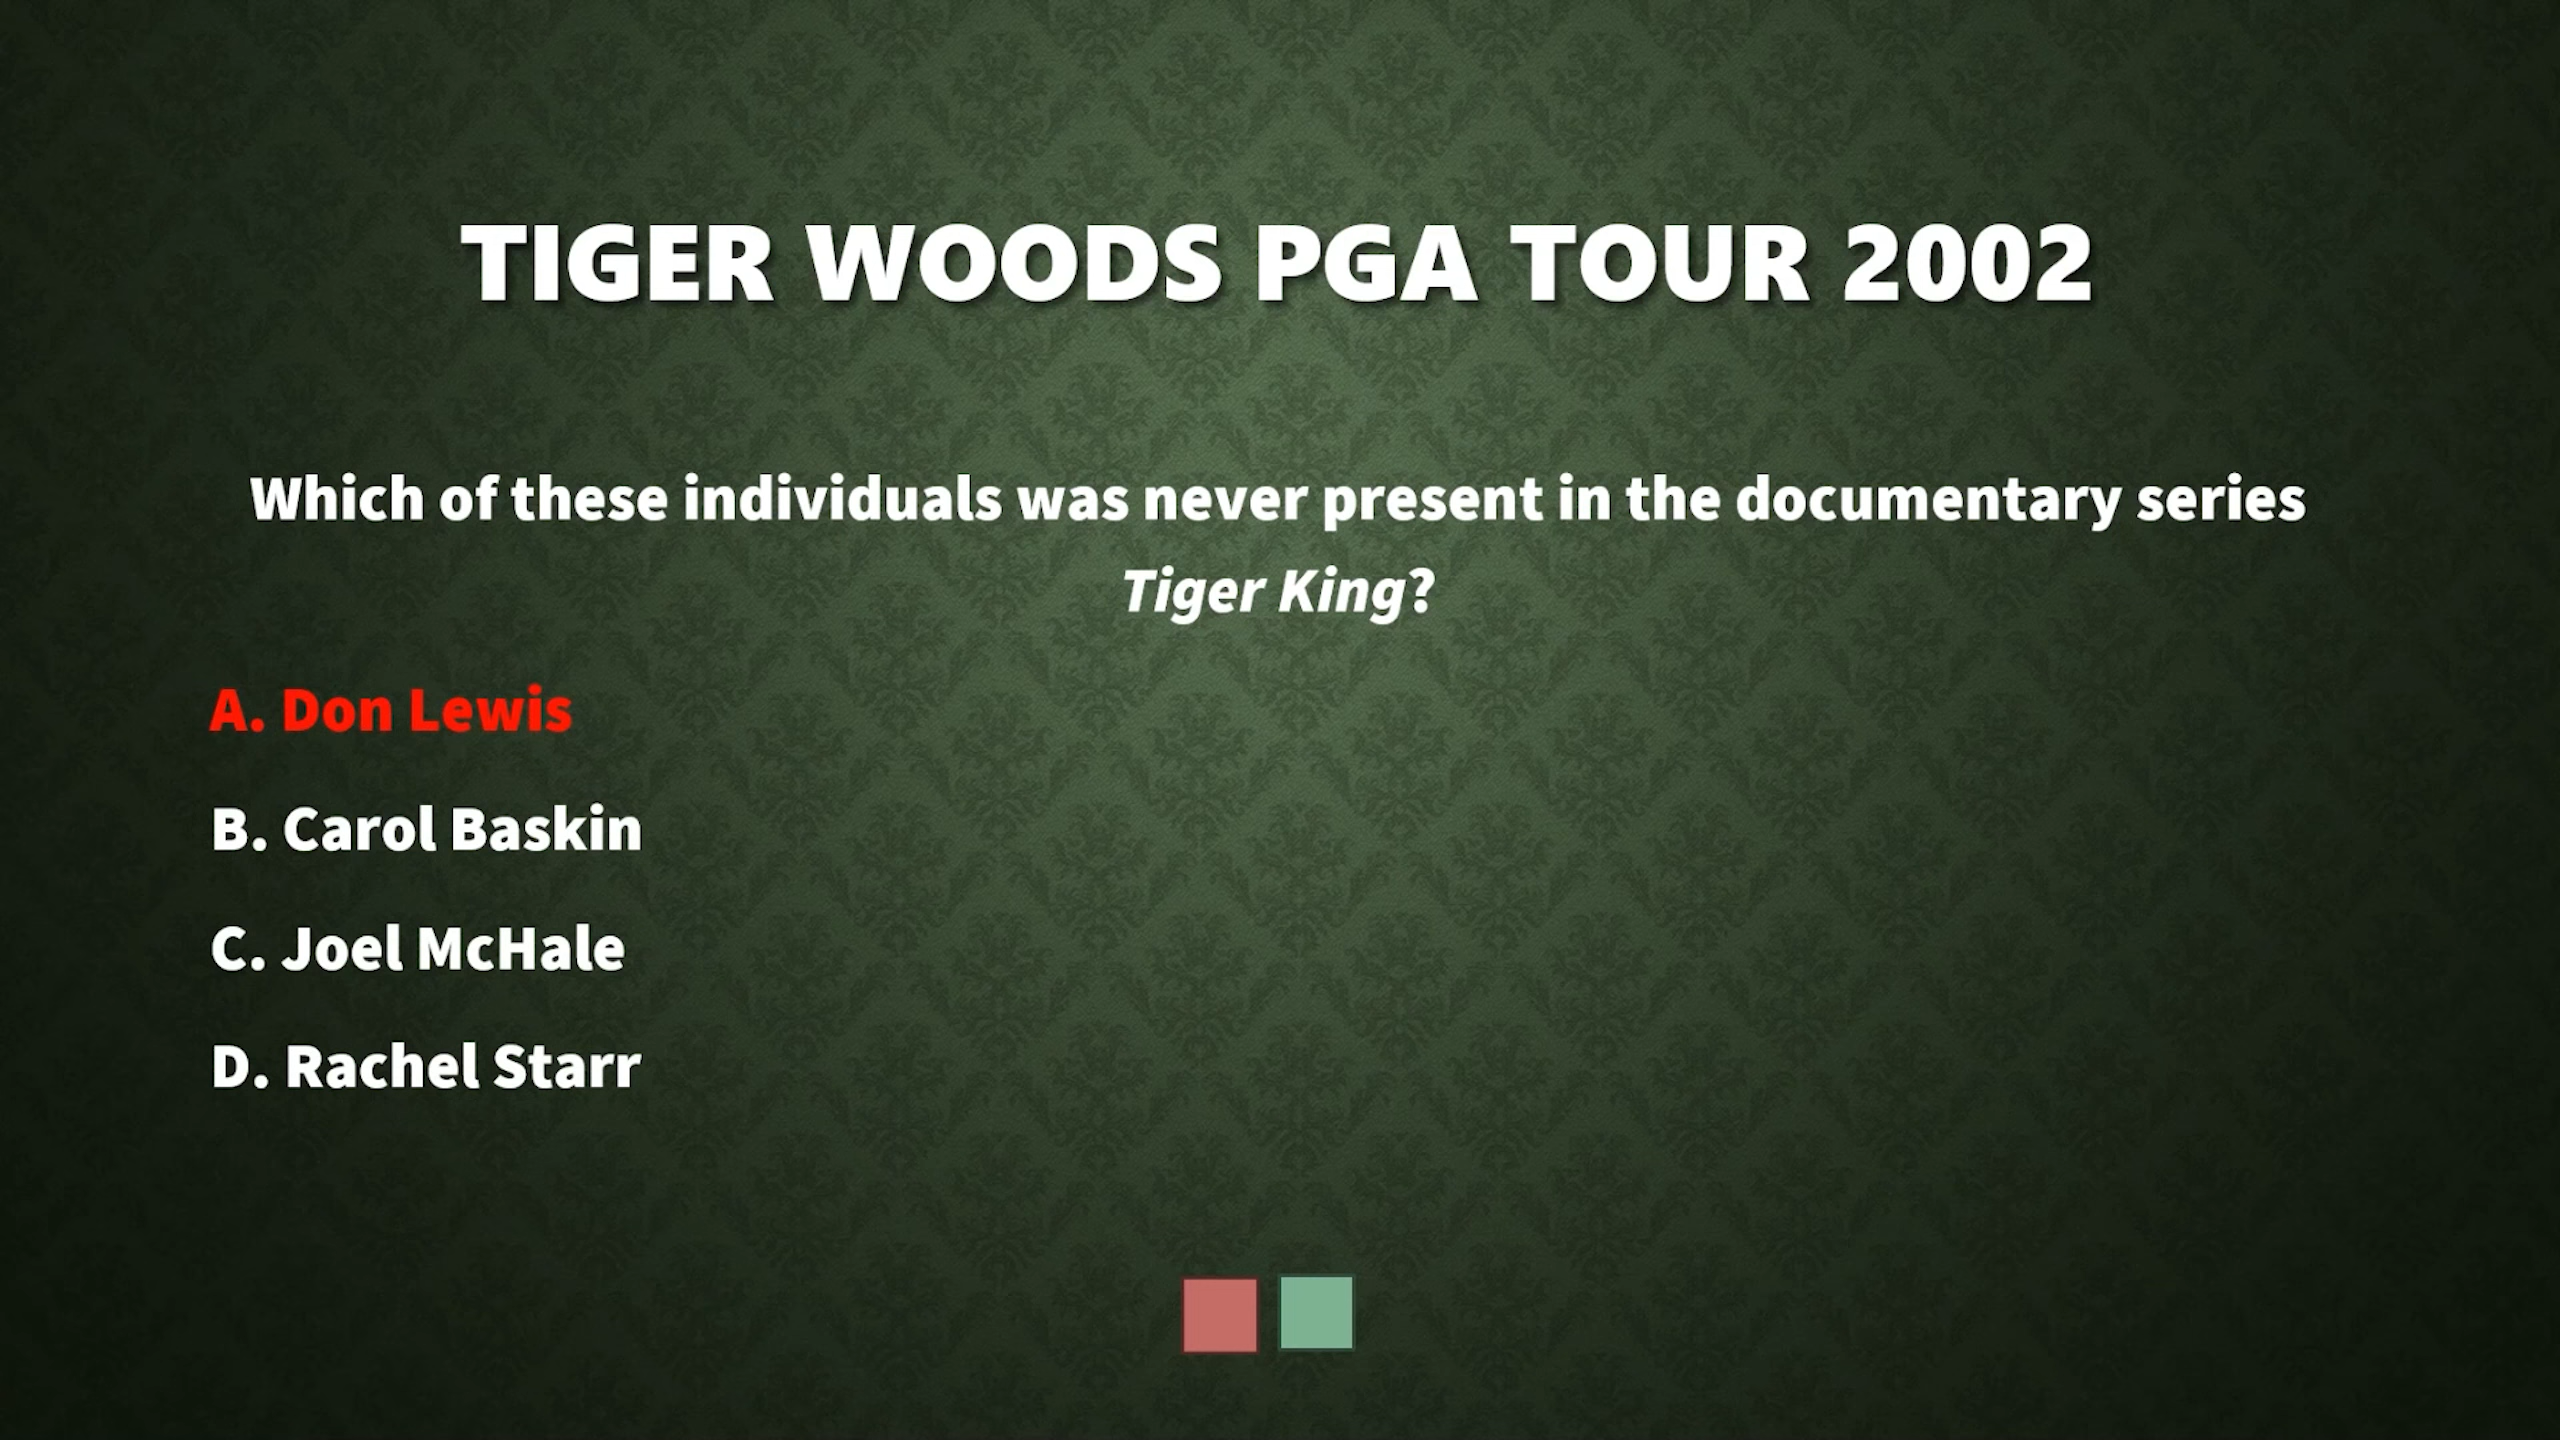 TIGER WOODS PGA TOUR 2002
Which of these individuals was never present in the documentary series
Tiger King?
A. Don Lewis
B. Carol Baskin
C. Joel McHale
D. Rachel Starr